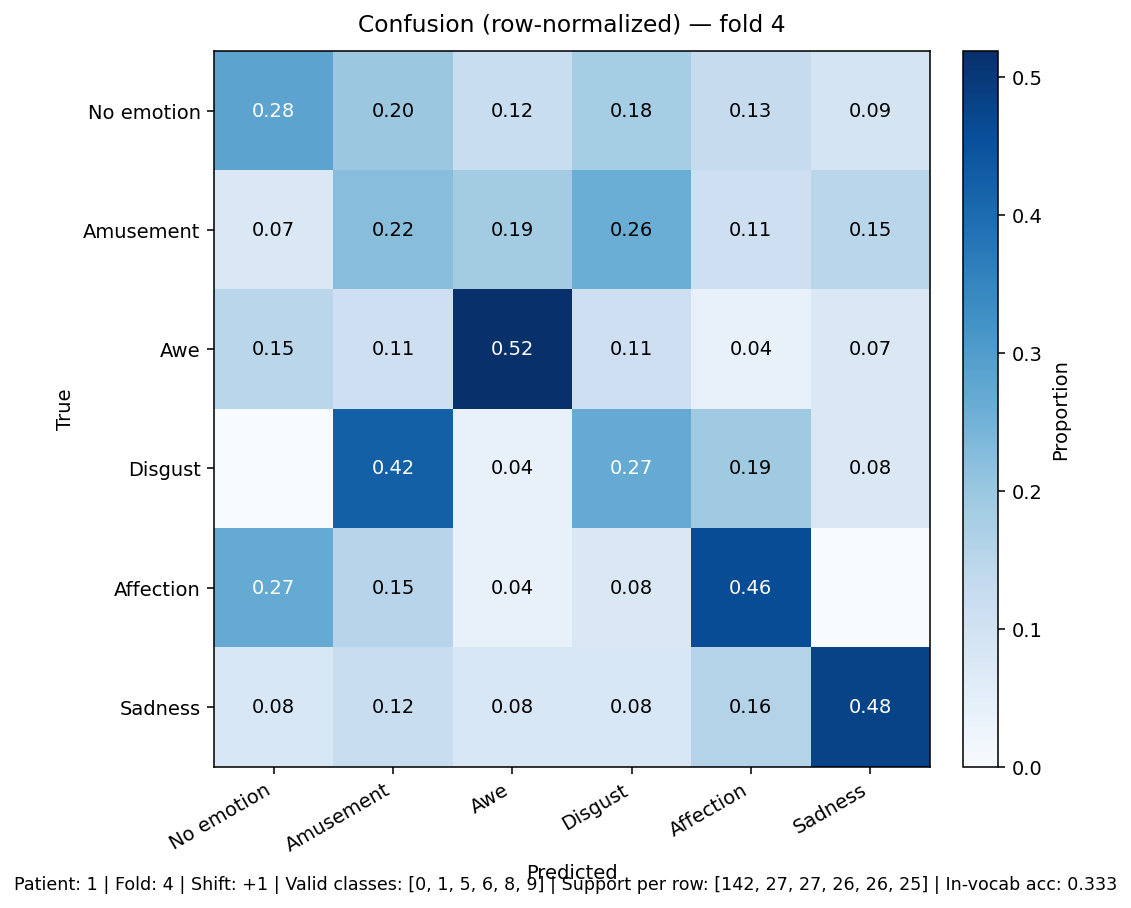 Confusion (row-normalized) — fold 4
No emotion 0.28 0.20 0.12 0.18 0.13 0.09
Amusement 0.07 0.22 0.19 0.26 0.11 0.15
Awe 0.15 0.11 0.52 0.11 0.04 0.07
Disgust 0.42 0.04 0.27 0.19 0.08
Affection 0.27 0.15 0.04 0.08 0.46
Sadness 0.08 0.12 0.08 0.08 0.16 0.48
True
No emotion Amusement Awe Disgust Affection Sadness
Predicted
0.5
0.4
0.3
0.2
0.1
0.0
Proportion
Patient: 1 | Fold: 4 | Shift: +1 | Valid classes: [0, 1, 5, 6, 8, 9] | Support per row: [142, 27, 27, 26, 26, 25] | In-vocab acc: 0.333